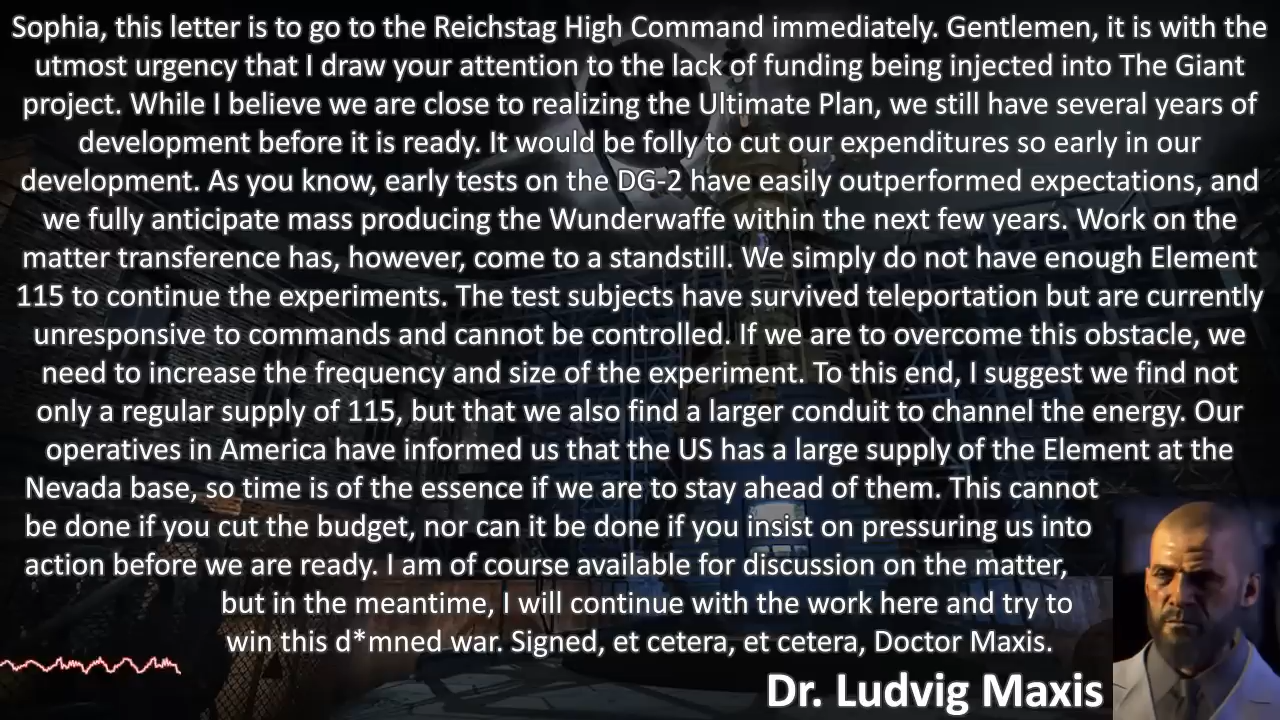 Sophia, this letter is to go to the Reichstag High Command immediately. Gentlemen, it is with the
utmost urgency that I draw your attention to the lack of funding being injected into The Giant
project. While I believe we are close to realizing the Ultimate Plan, we still have several years of
development before it is ready. It would be folly to cut our expenditures so early in our
development. As you know, early tests on the DG-2 have easily outperformed expectations, and
we fully anticipate mass producing the Wunderwaffe within the next few years. Work on the
matter transference has, however, come to a standstill. We simply do not have enough Element
115 to continue the experiments. The test subjects have survived teleportation but are currently
unresponsive to commands and cannot be controlled. If we are to overcome this obstacle, we
need to increase the frequency and size of the experiment. To this end, I suggest we find not
only a regular supply of 115, but that we also find a larger conduit to channel the energy. Our
operatives in America have informed us that the US has a large supply of the Element at the
Nevada base, so time is of the essence if we are to stay ahead of them. This cannot
be done if you cut the budget, nor can it be done if you insist on pressuring us into
action before we are ready. I am of course available for discussion on the matter,
but in the meantime, I will continue with the work here and try to
win this d*mned war. Signed, et cetera, et cetera, Doctor Maxis.
Dr. Ludvig Maxis